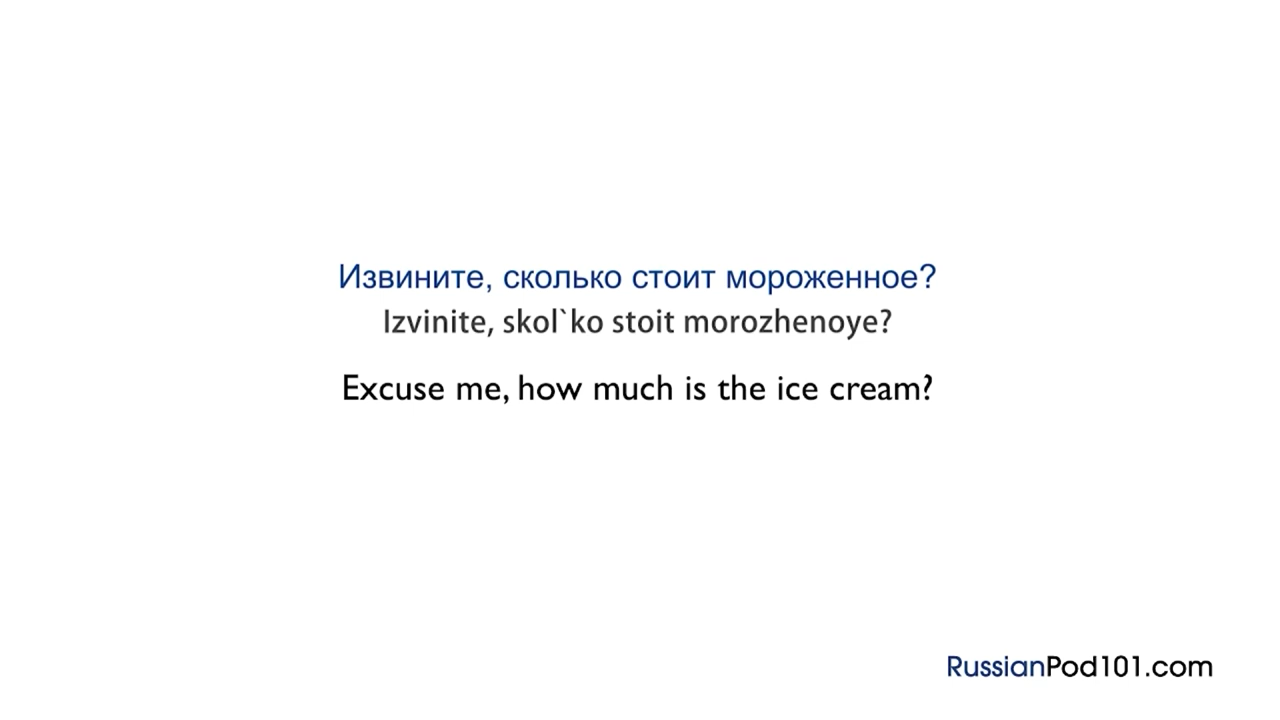 Извините, сколько стоит мороженное?
Izvinite, skol`ko stoit morozhenoye?
Excuse me, how much is the ice cream?
RussianPod101.com